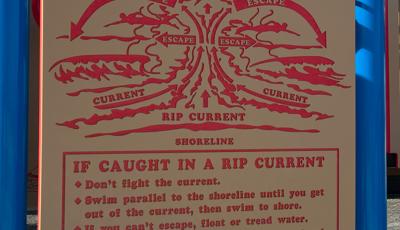 ESCAPE ESCAPE
ESCAPE ESCAPE
CURRENT CURRENT
RIP CURRENT
SHORELINE
IF CAUGHT IN A RIP CURRENT
◆ Don't fight the current.
◆ Swim parallel to the shoreline until you get
out of the current, then swim to shore.
◆ If you can't escape, float or tread water.